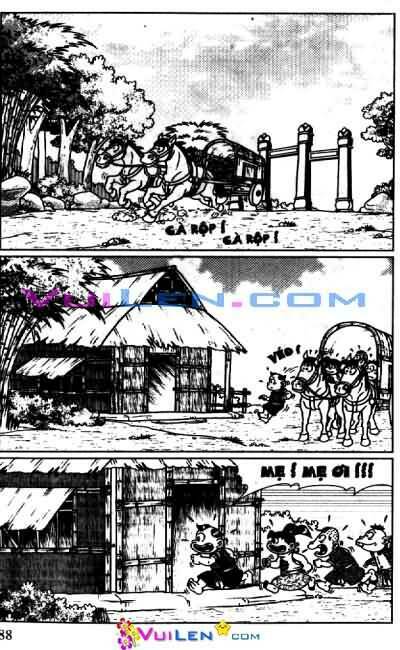 CÀ RỘP !
CÀ RỘP !
VUILEN.COM
VÈO !
MẸ ! MẸ ƠI ! ! !
88
VUILEN.COM